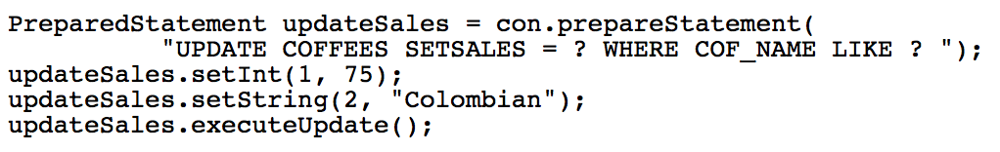 PreparedStatement updateSales = con.prepareStatement(
"UPDATE COFFEES SETSALES = ? WHERE COF_NAME LIKE ? ");
updateSales.setInt(1, 75);
updateSales.setString(2, "Colombian");
updateSales.executeUpdate();